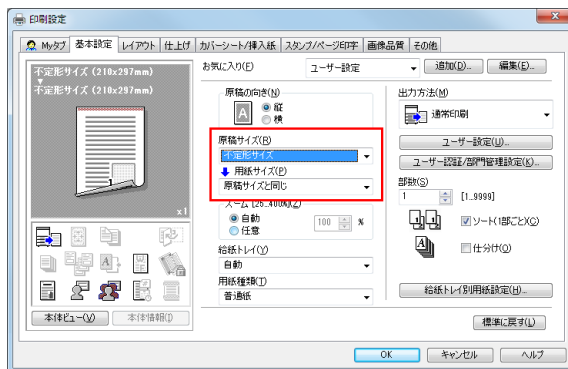 印刷設定
Myタブ 基本設定 レイアウト 仕上げ カバーシート/挿入紙 スタンプ/ページ印字 画像品質 その他
不定形サイズ (210x297mm)
不定形サイズ (210x297mm)
x1
本体ビュー(V) 本体情報(I)
お気に入り(F) ユーザー設定 追加(D)... 編集(E)...
原稿の向き(N)
縦
横
原稿サイズ(R)
不定形サイズ
用紙サイズ(P)
原稿サイズと同じ
ズーム [25..400%](Z)
自動
任意
100 %
給紙トレイ(Y)
自動
用紙種類(T)
普通紙
出力方法(M)
通常印刷
ユーザー設定(U)...
ユーザー認証/部門管理設定(K)...
部数(S)
1 [1..9999]
ソート(1部ごと)(C)
仕分け(O)
給紙トレイ別用紙設定(H)...
標準に戻す(L)
OK キャンセル ヘルプ